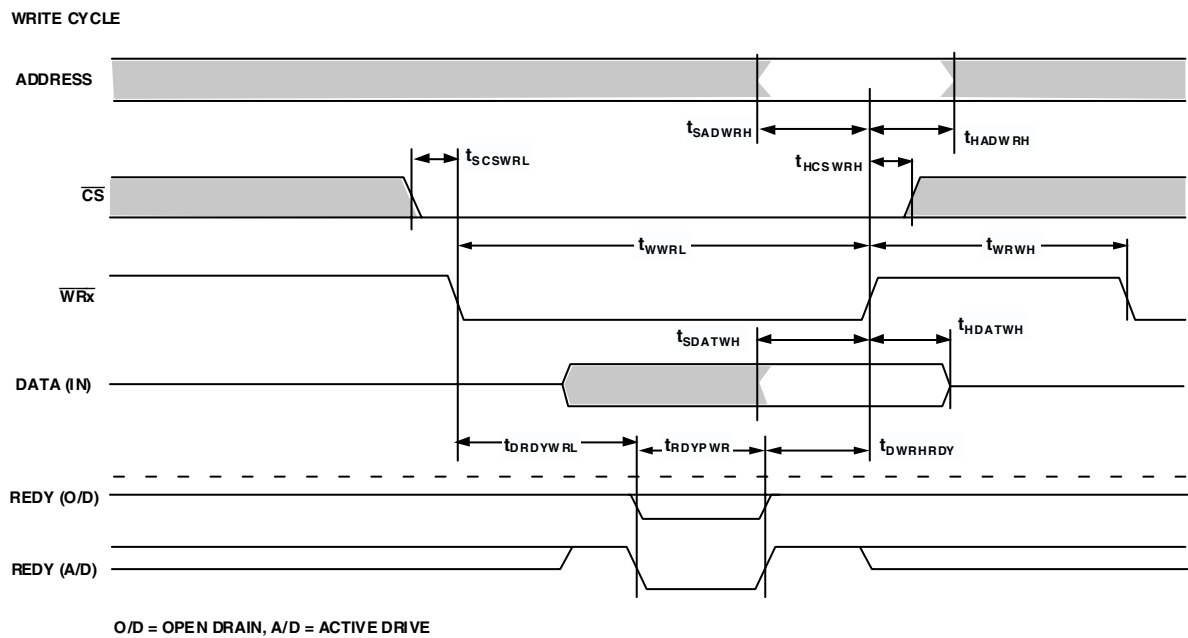 WRITE CYCLE
ADDRESS
tSADWRH
tHADWRH
tSCSWRL
tHCSWRH
CS
tWWRL
tWRWH
WRx
tSDATWH
tHDATWH
DATA (IN)
tDRDYWRL
tRDYPWR
tDWRHRDY
REDY (O/D)
REDY (A/D)
O/D = OPEN DRAIN, A/D = ACTIVE DRIVE